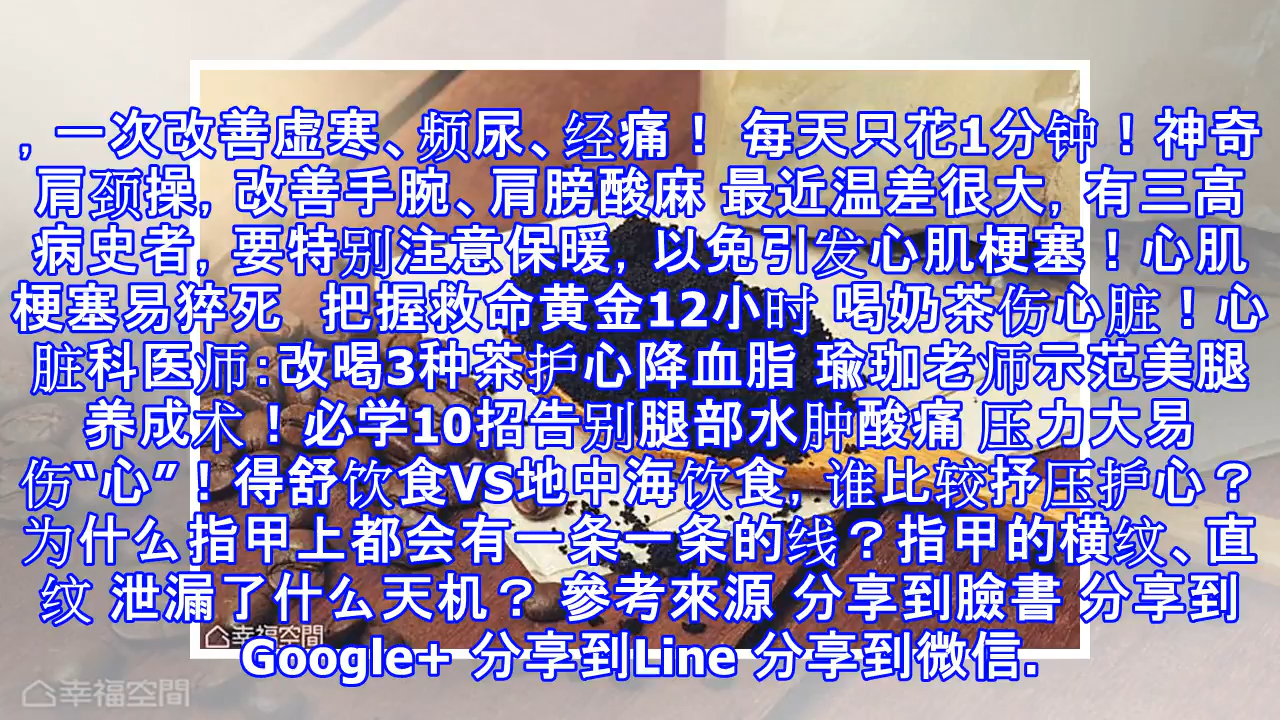 , 一次改善虚寒、频尿、经痛！ 每天只花1分钟！神奇
肩颈操, 改善手腕、肩膀酸麻 最近温差很大, 有三高
病史者, 要特别注意保暖, 以免引发心肌梗塞！心肌
梗塞易猝死  把握救命黄金12小时 喝奶茶伤心脏！心
脏科医师:改喝3种茶护心降血脂 瑜珈老师示范美腿
养成术！必学10招告别腿部水肿酸痛 压力大易
伤“心”！得舒饮食VS地中海饮食, 谁比较抒压护心？
为什么指甲上都会有一条一条的线？指甲的横纹、直
纹 泄漏了什么天机？ 參考來源 分享到臉書 分享到
Google+ 分享到Line 分享到微信.
幸福空間
幸福空間